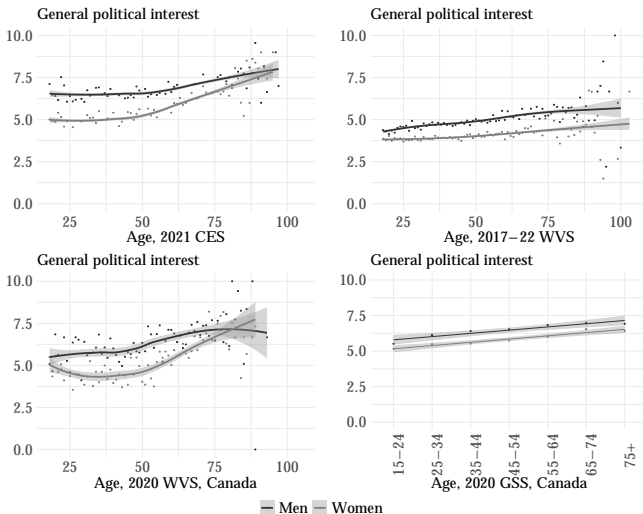 General political interest
10.0
7.5
5.0
2.5
0.0
25 50 75 100
Age, 2021 CES
General political interest
10.0
7.5
5.0
2.5
0.0
25 50 75 100
Age, 2017−22 WVS
General political interest
10.0
7.5
5.0
2.5
0.0
25 50 75 100
Age, 2020 WVS, Canada
General political interest
10.0
7.5
5.0
2.5
0.0
15−24
25−34
35−44
45−54
55−64
65−74
75+
Age, 2020 GSS, Canada
Men Women